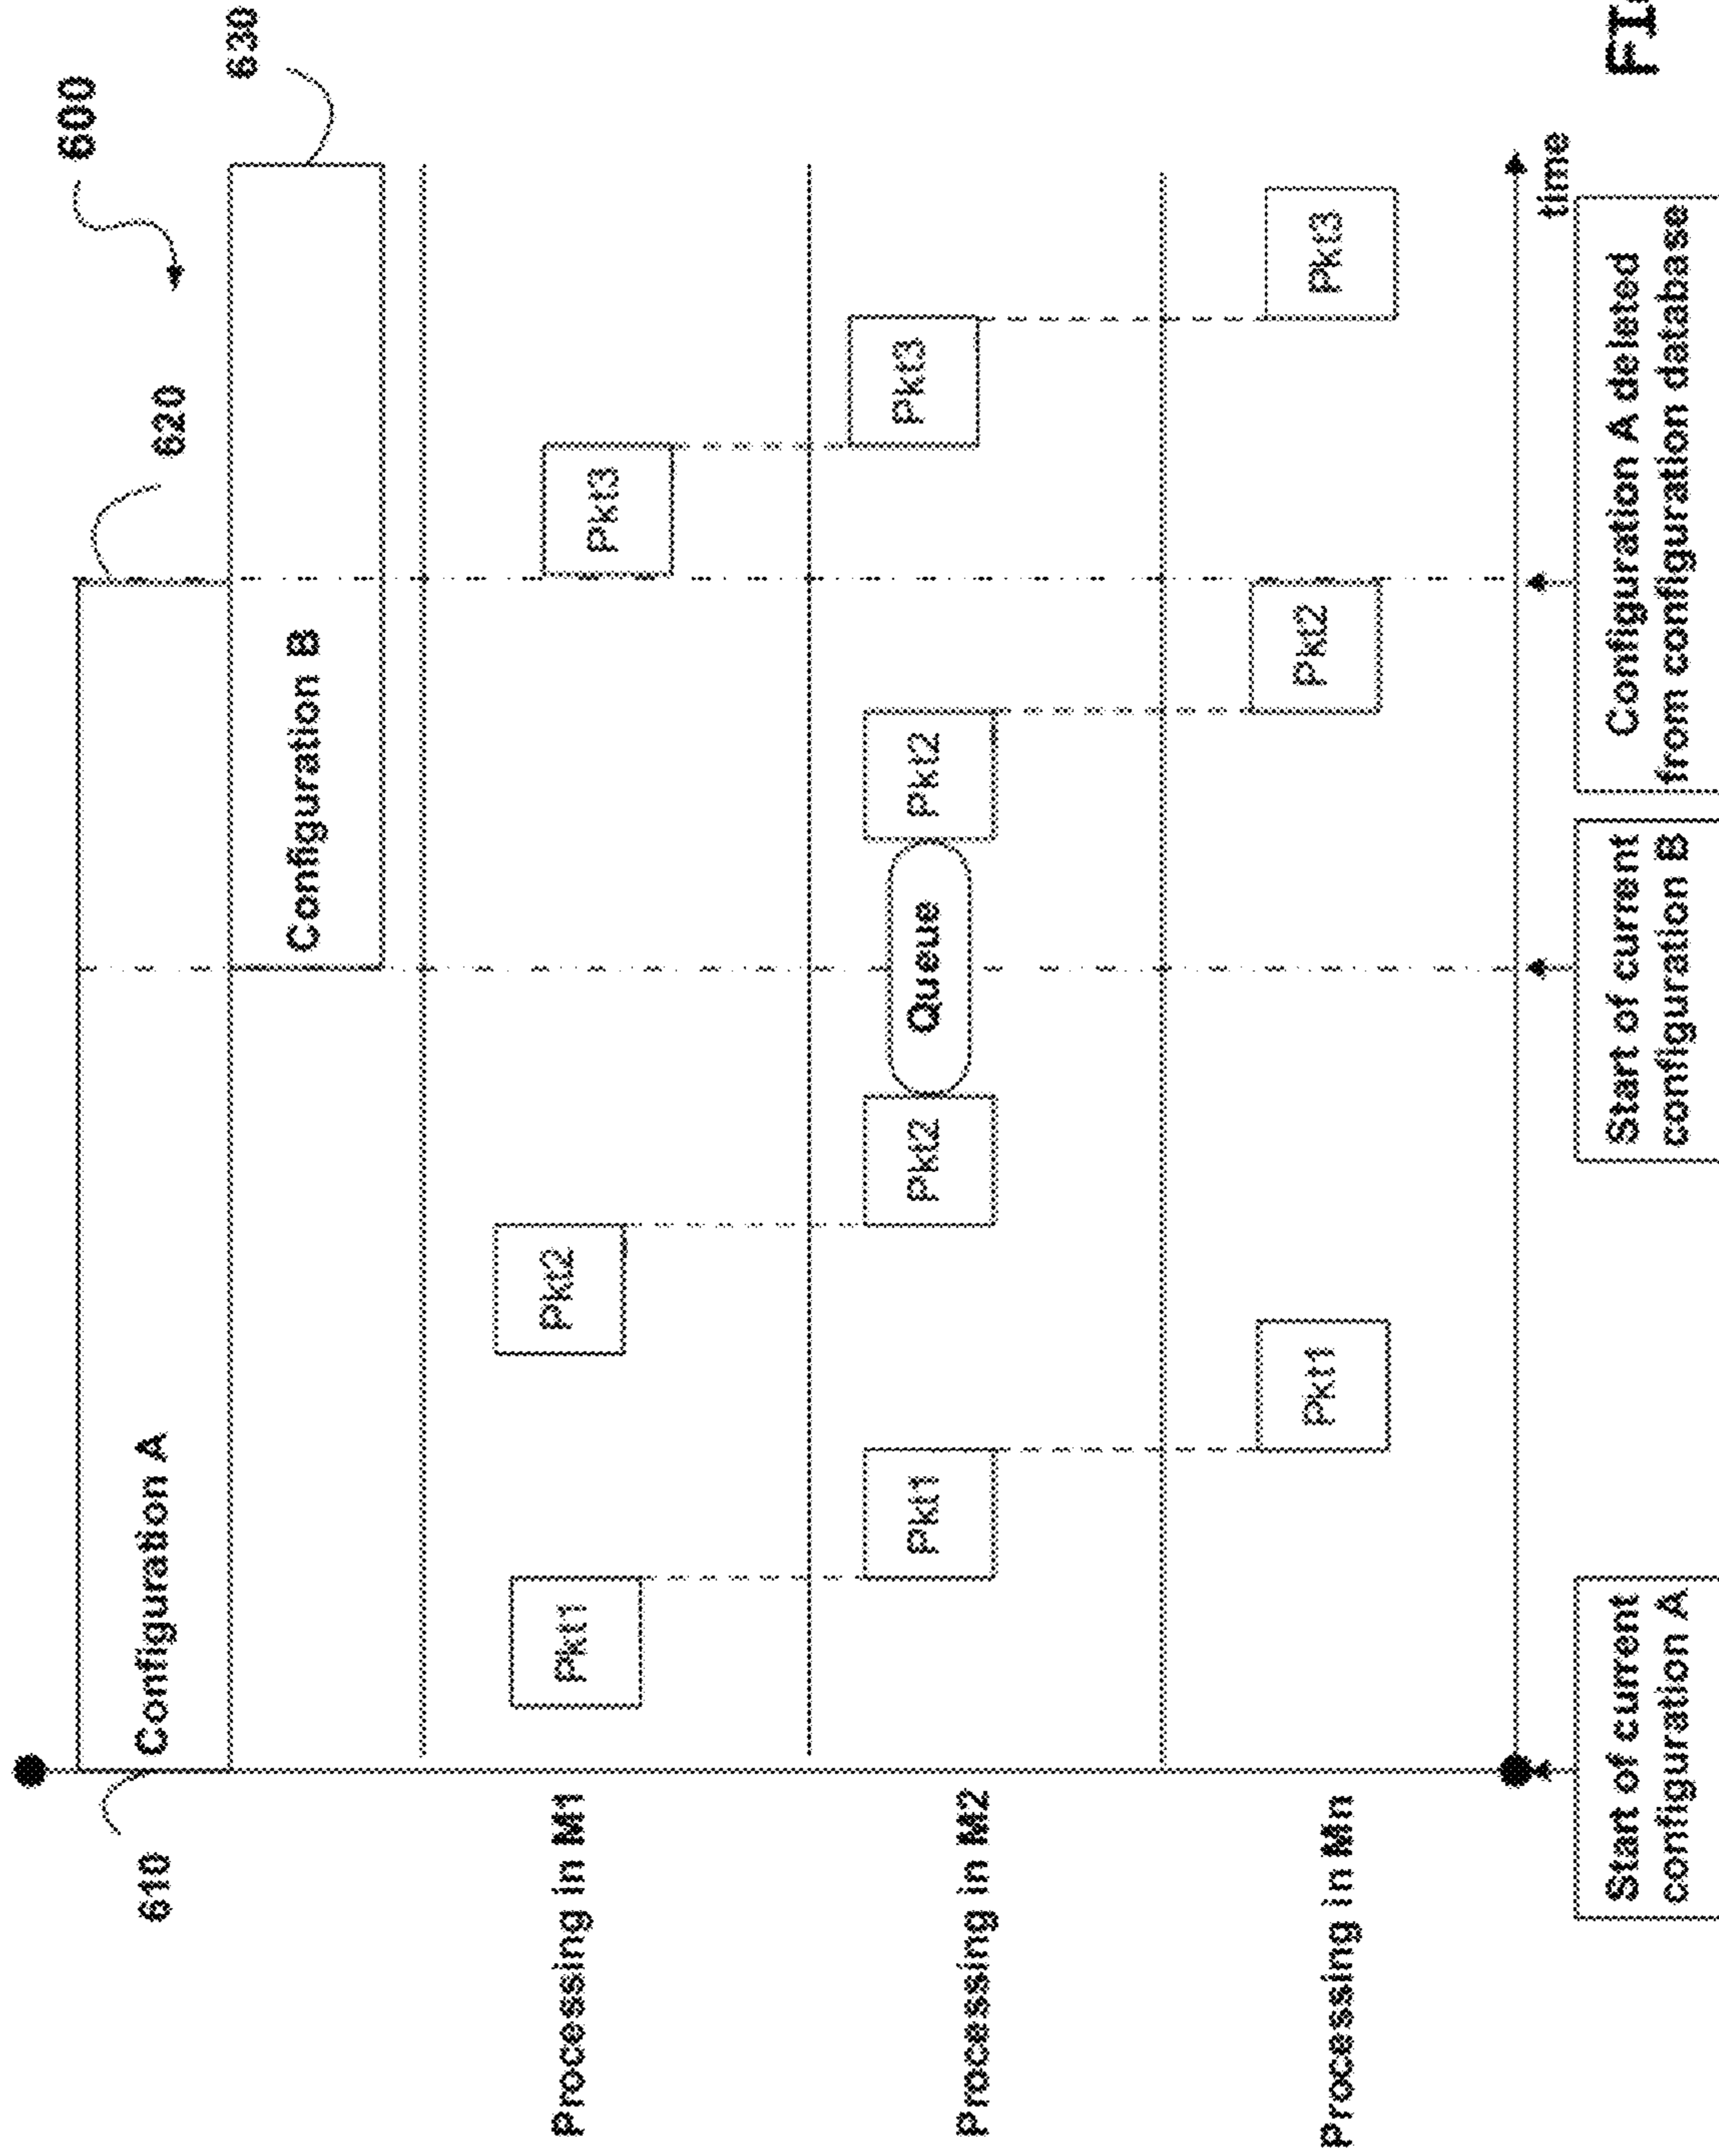 600
610
620
630
Configuration A
Configuration B
Processing in M1
Pkt1
Pkt2
Pkt3
Processing in M2
Pkt1
Pkt2
Queue
Pkt2
Pkt3
Processing in Mn
Pkt1
Pkt2
Pkt3
time
Start of current
configuration A
Start of current
configuration B
Configuration A deleted
from configuration database